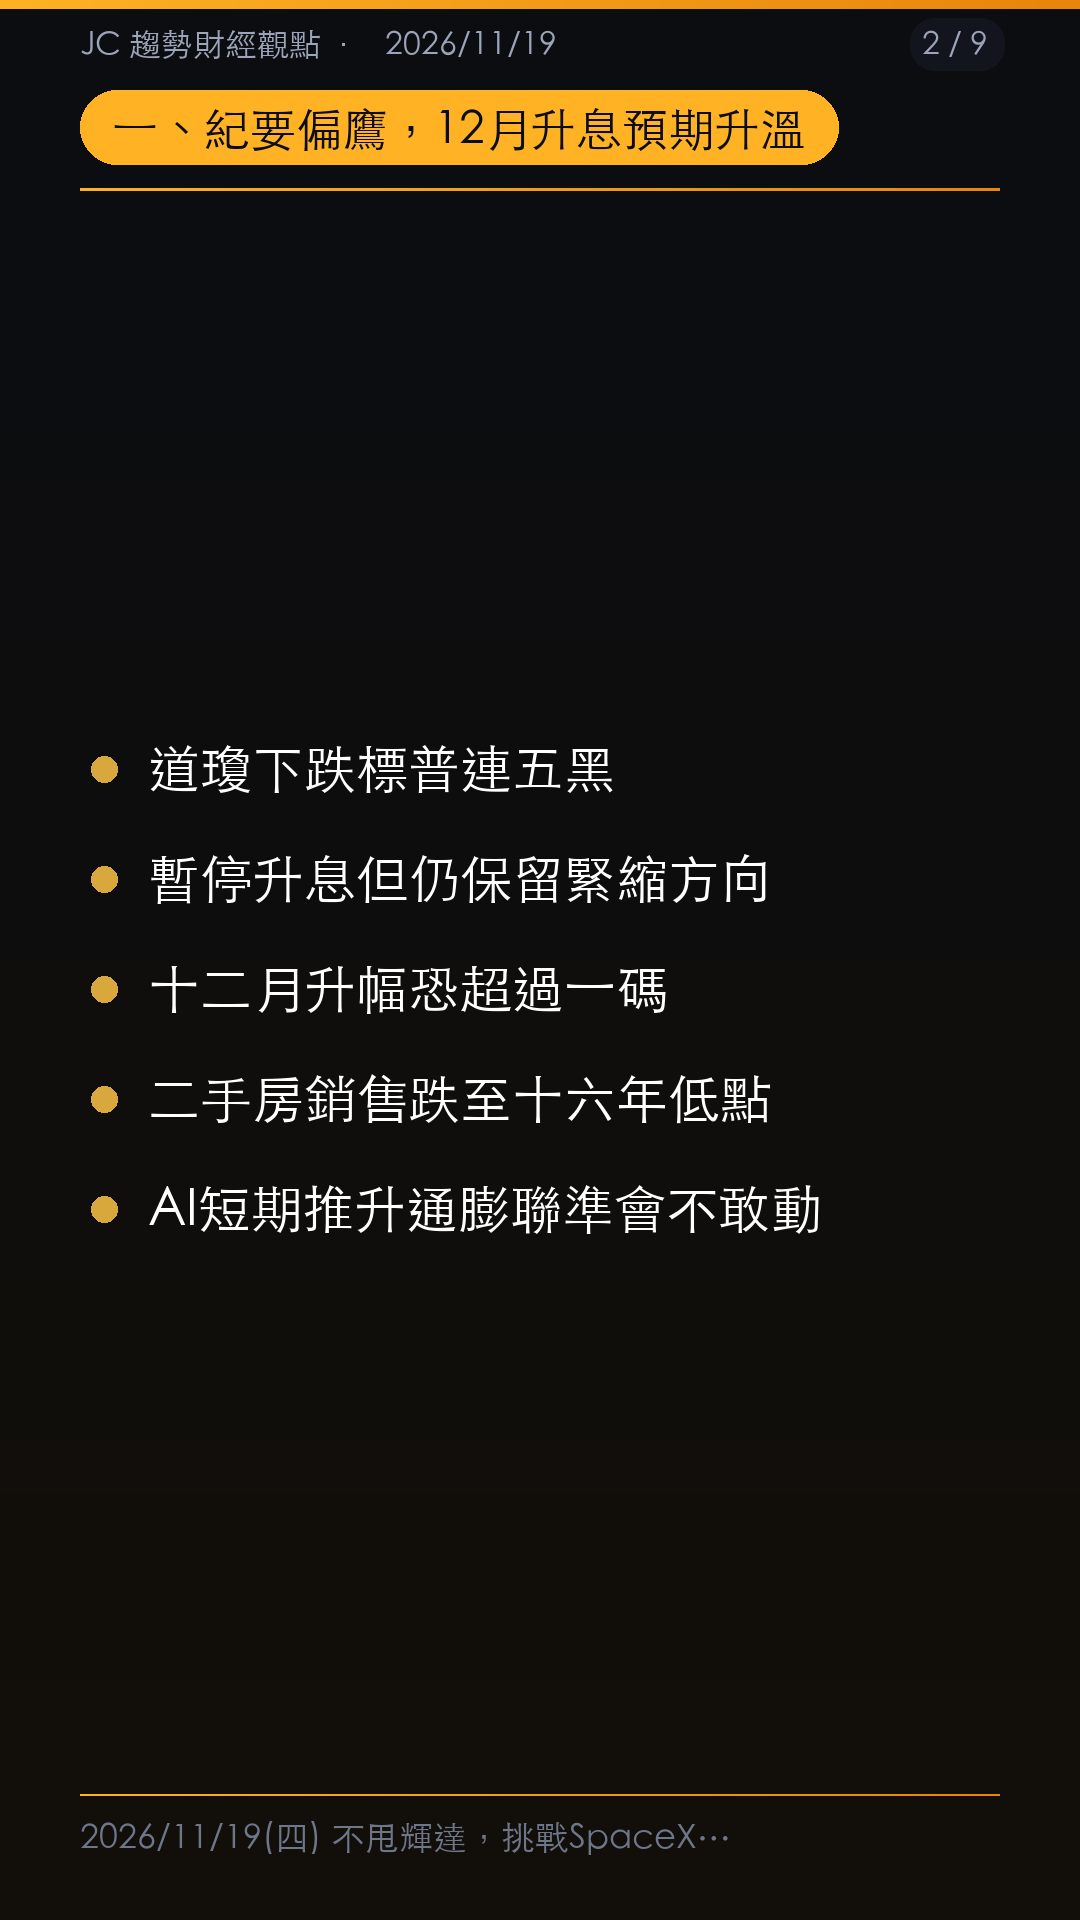 JC 趨勢財經觀點 · 2026/11/19
2 / 9
一、紀要偏鷹，12月升息預期升溫
道瓊下跌標普連五黑
暫停升息但仍保留緊縮方向
十二月升幅恐超過一碼
二手房銷售跌至十六年低點
AI短期推升通膨聯準會不敢動
2026/11/19(四) 不甩輝達，挑戰SpaceX⋯